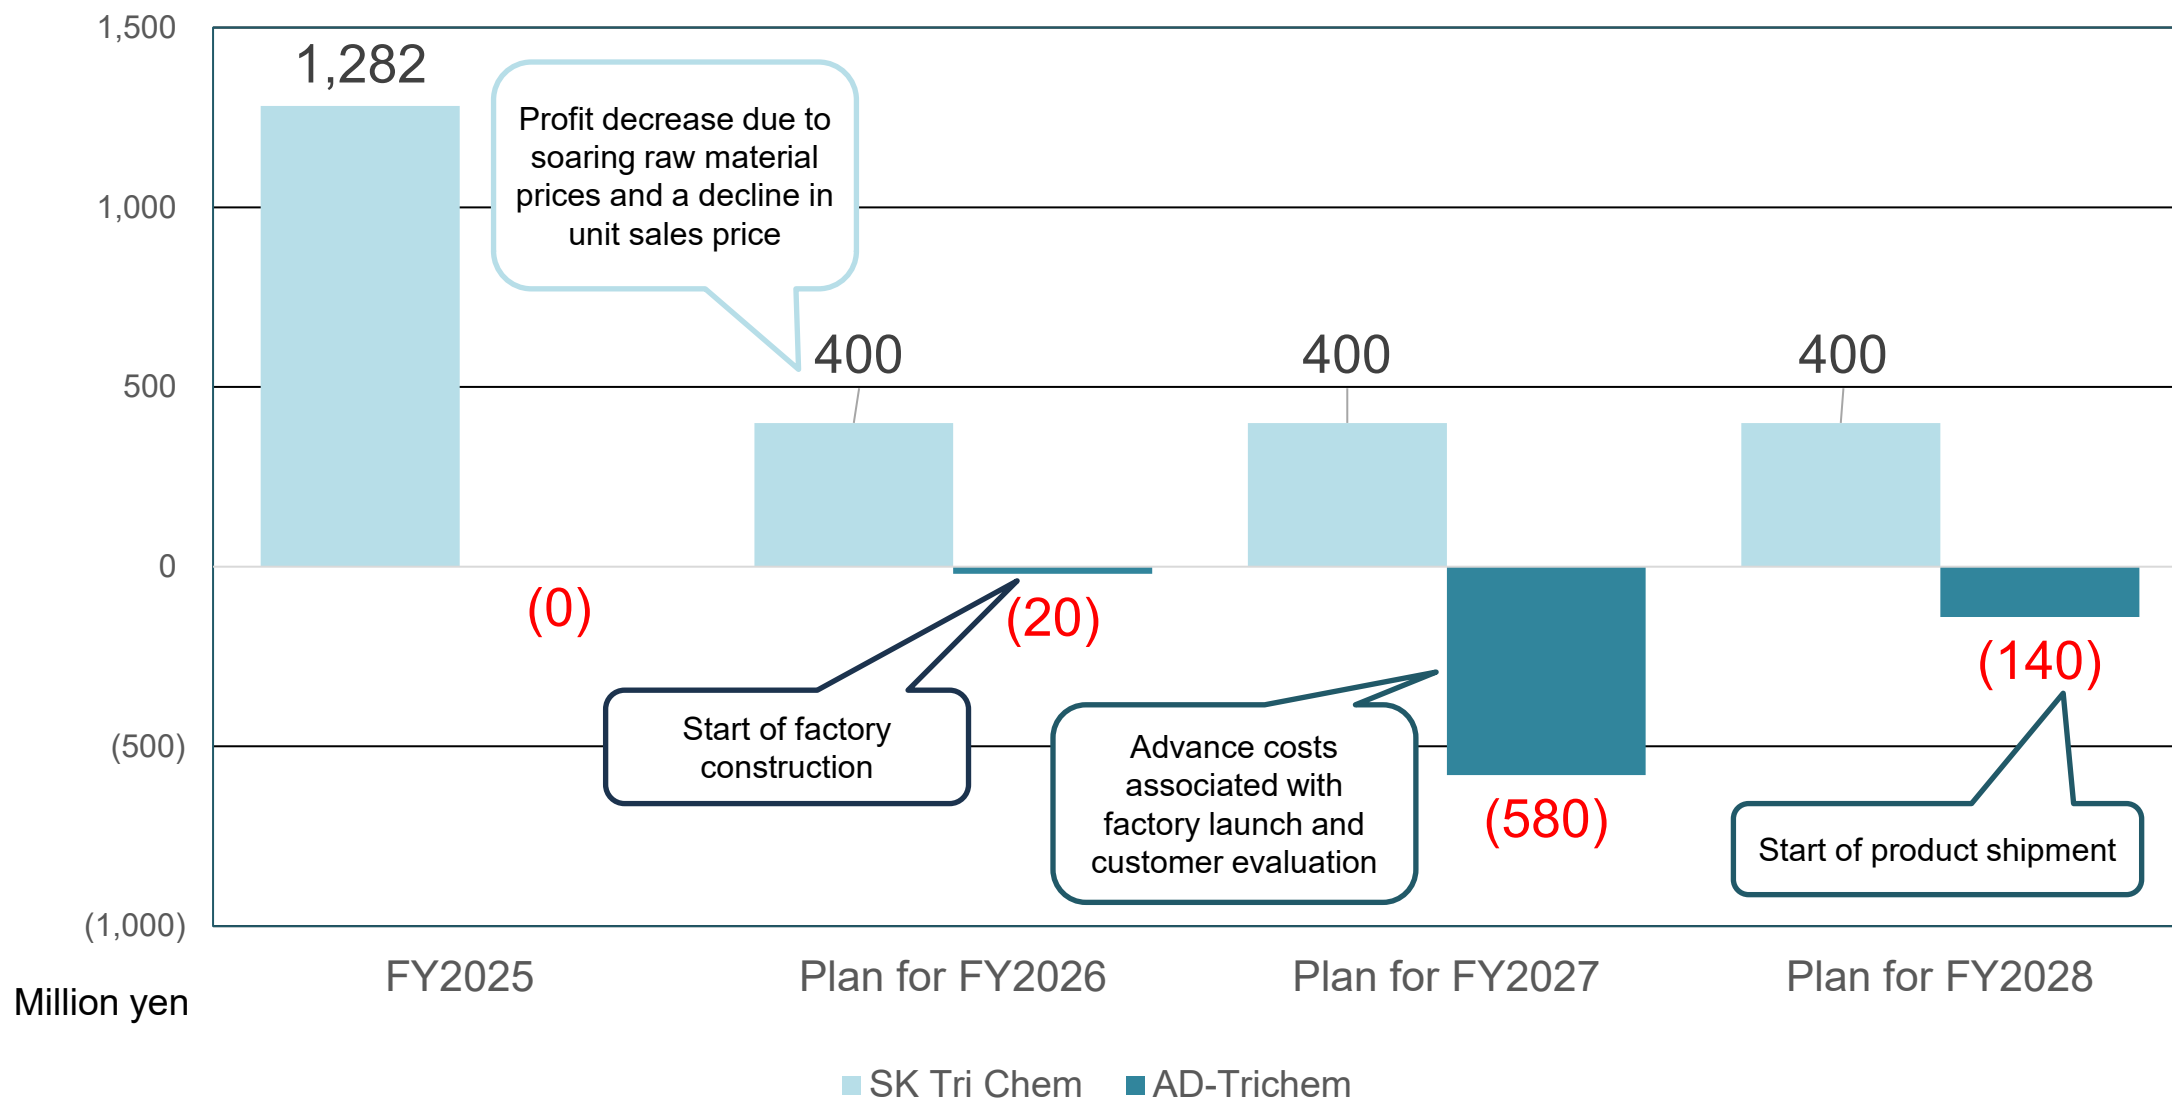 1,500
1,000
500
0
(500)
(1,000)
Million yen
1,282
Profit decrease due to
soaring raw material
prices and a decline in
unit sales price
400
400
400
(0)
(20)
(580)
(140)
Start of factory
construction
Advance costs
associated with
factory launch and
customer evaluation
Start of product shipment
FY2025
Plan for FY2026
Plan for FY2027
Plan for FY2028
SK Tri Chem
AD-Trichem